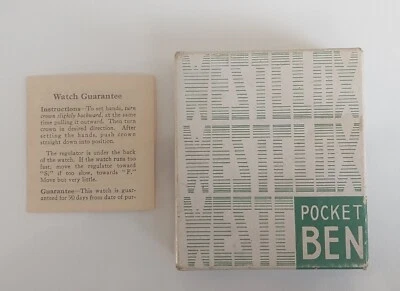 Watch Guarantee
Instructions—To set hands, turn
crown slightly backward, at the same
time pulling it outward. Then turn
crown in desired direction. After
setting the hands, push crown
straight down into position.
The regulator is under the back
of the watch. If the watch runs too
fast, move the regulator toward
"S," if too slow, towards "F."
Move but very little.
Guarantee—This watch is guar-
anteed for 90 days from date of pur-
WESTCLOX
WESTCLOX
WESTCLOX
POCKET
BEN